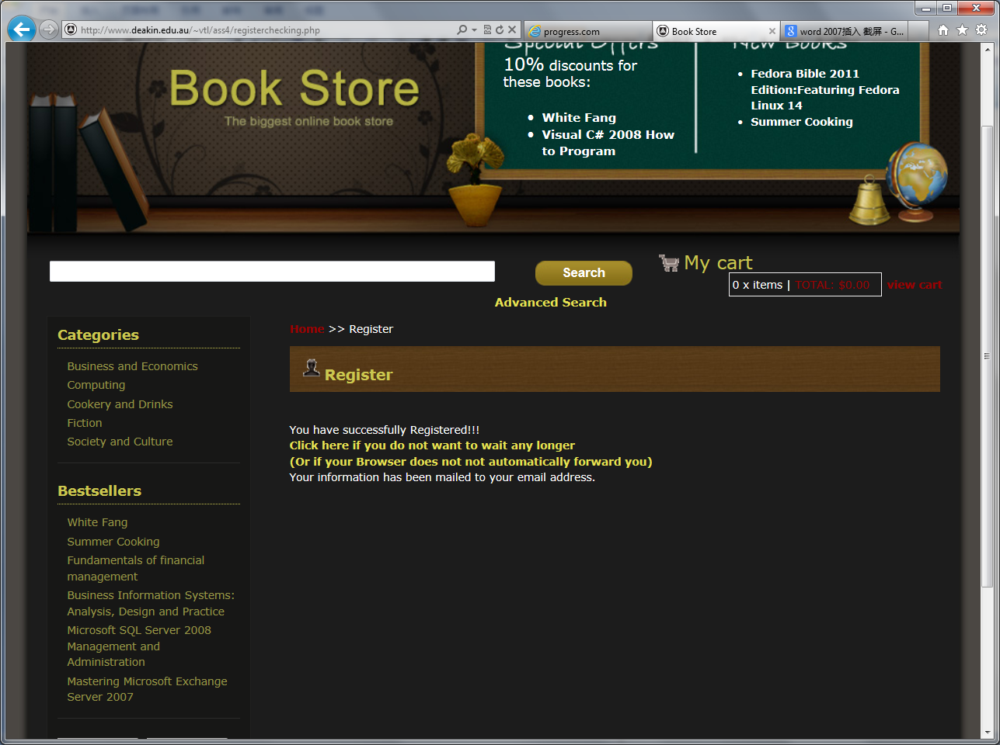 http://www.deakin.edu.au/~vtl/ass4/registerchecking.php
progress.com
Book Store
word 2007插入 截屏 - G...
Book Store
The biggest online book store
Special Offers
10% discounts for
these books:
White Fang
Visual C# 2008 How
to Program
New Books
Fedora Bible 2011
Edition:Featuring Fedora
Linux 14
Summer Cooking
Search
Advanced Search
My cart
0 x items | TOTAL: $0.00
view cart
Categories
Business and Economics
Computing
Cookery and Drinks
Fiction
Society and Culture
Bestsellers
White Fang
Summer Cooking
Fundamentals of financial
management
Business Information Systems:
Analysis, Design and Practice
Microsoft SQL Server 2008
Management and
Administration
Mastering Microsoft Exchange
Server 2007
Home >> Register
Register
You have successfully Registered!!!
Click here if you do not want to wait any longer
(Or if your Browser does not not automatically forward you)
Your information has been mailed to your email address.